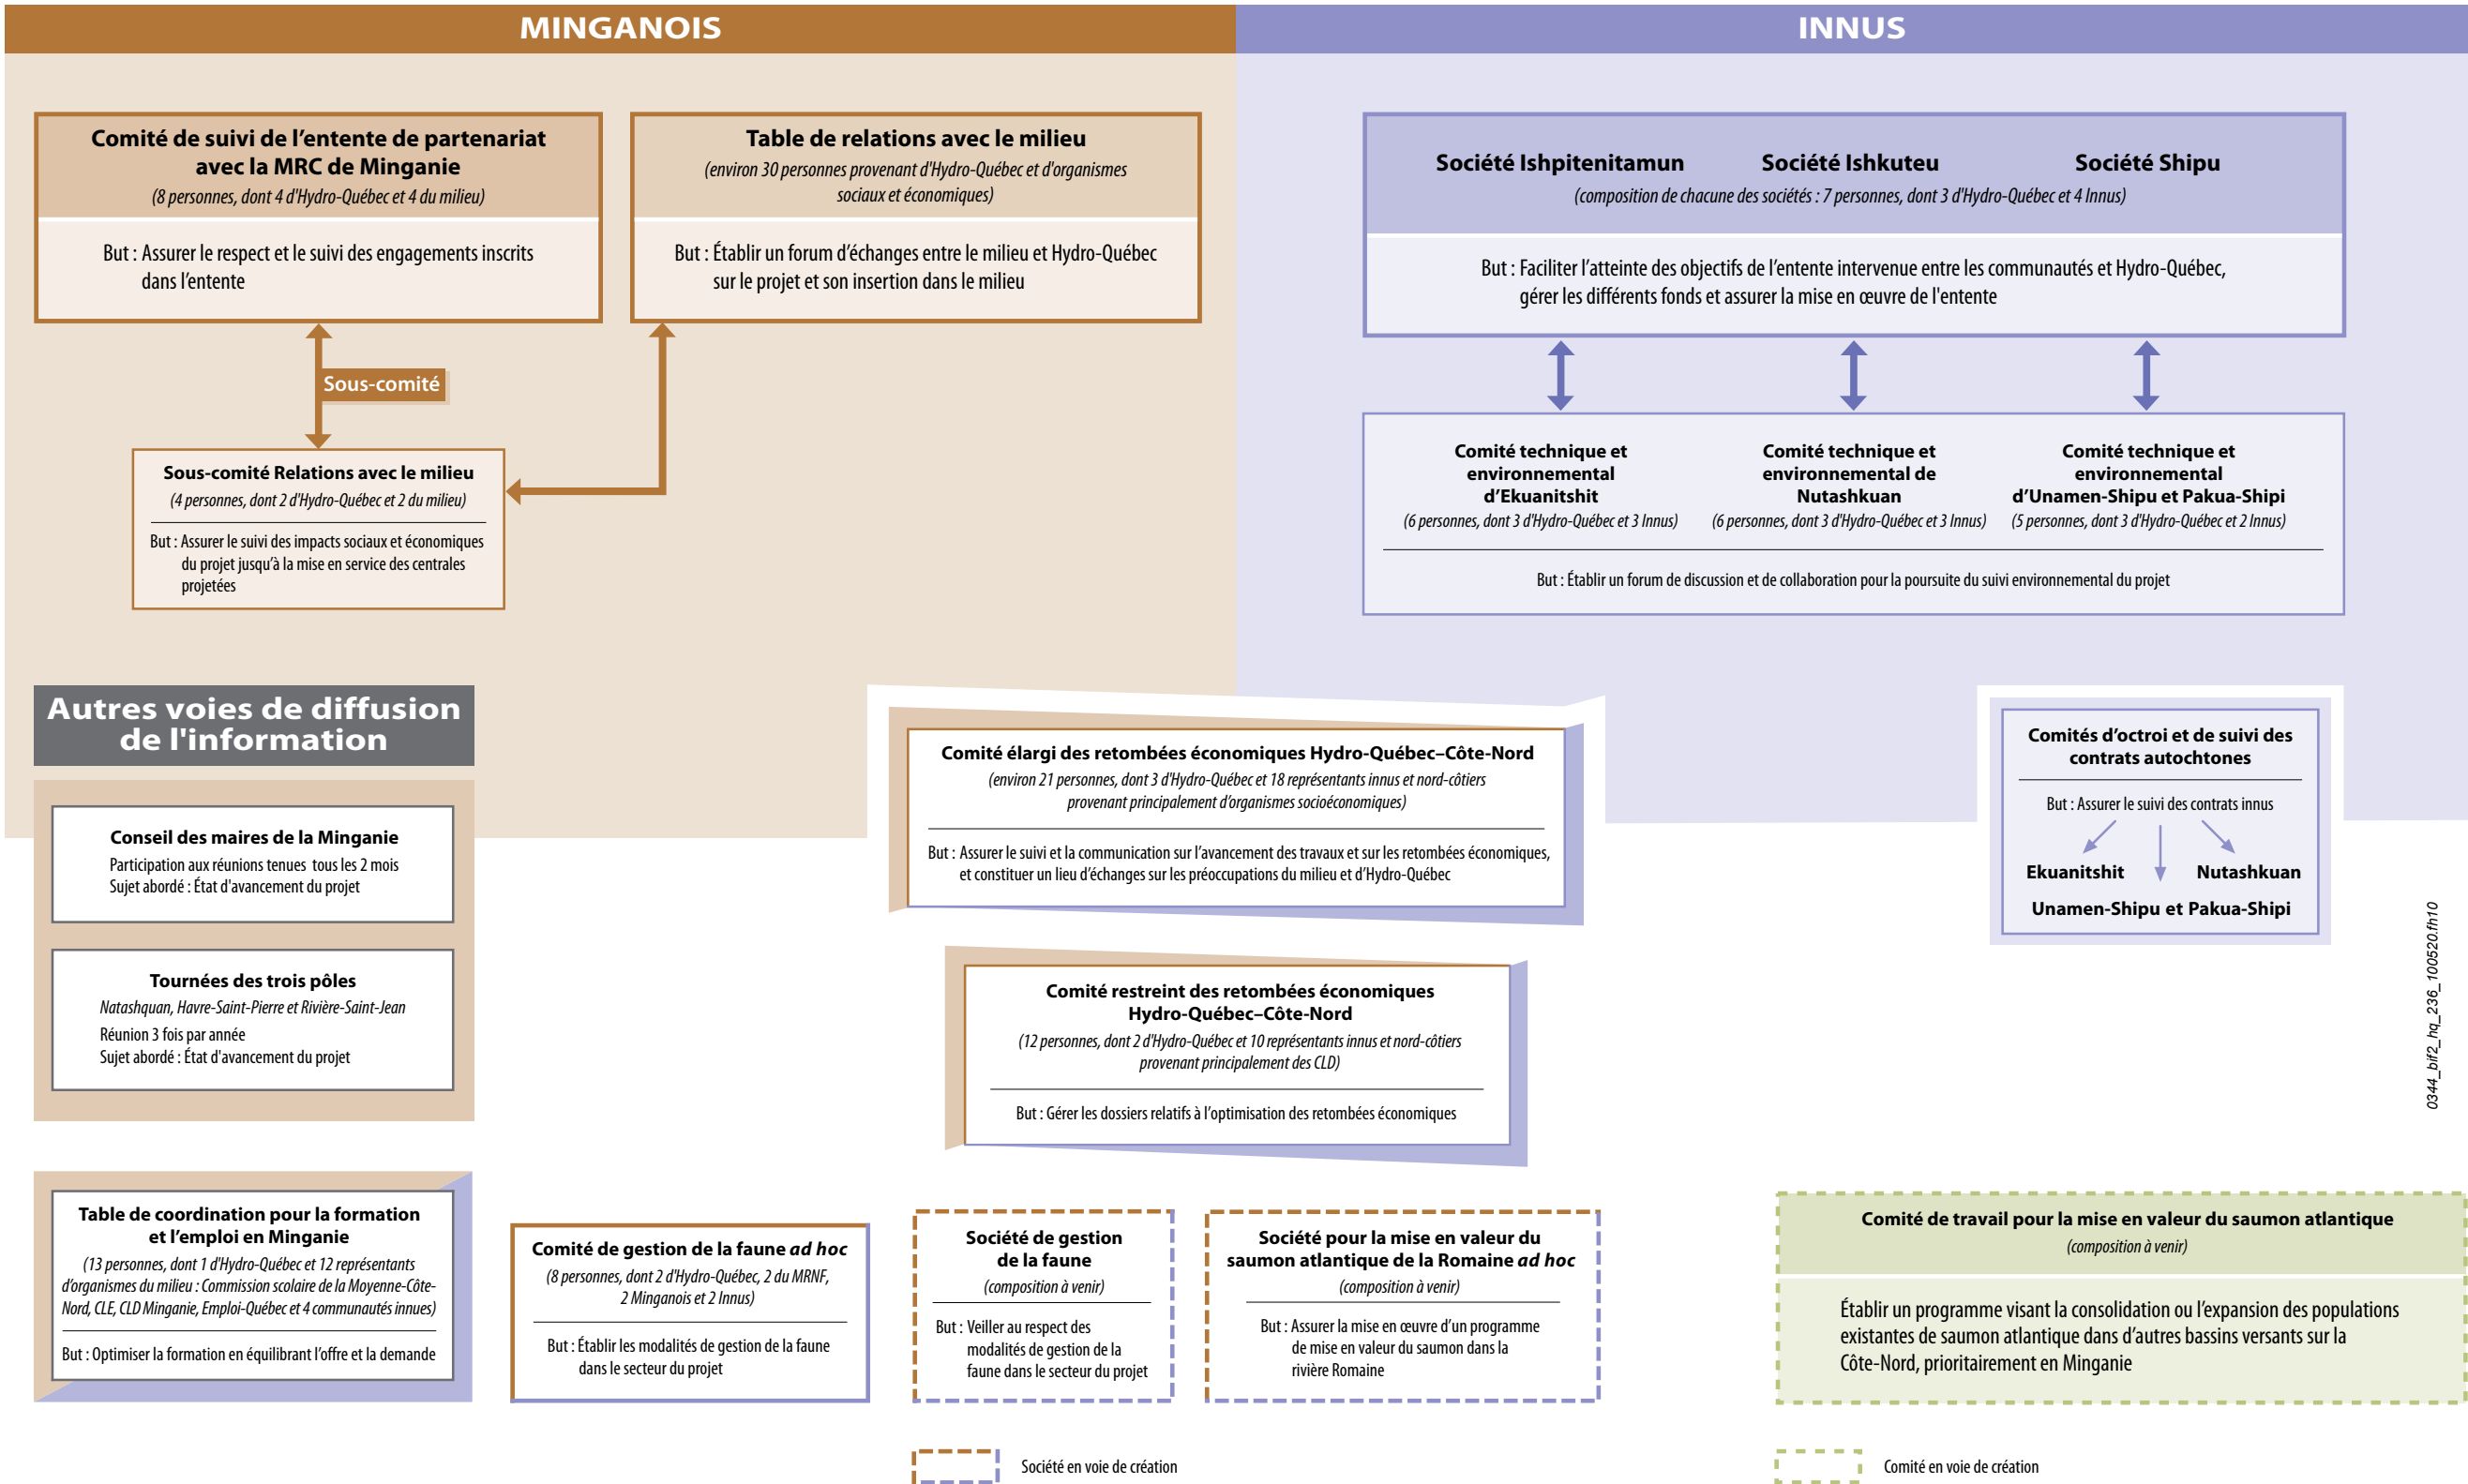 MINGANOIS
INNUS
Comité de suivi de l'entente de partenariat
avec la MRC de Minganie
(8 personnes, dont 4 d'Hydro-Québec et 4 du milieu)
But : Assurer le respect et le suivi des engagements inscrits
dans l'entente
Table de relations avec le milieu
(environ 30 personnes provenant d'Hydro-Québec et d'organismes
sociaux et économiques)
But : Établir un forum d'échanges entre le milieu et Hydro-Québec
sur le projet et son insertion dans le milieu
Sous-comité
Sous-comité Relations avec le milieu
(4 personnes, dont 2 d'Hydro-Québec et 2 du milieu)
But : Assurer le suivi des impacts sociaux et économiques
du projet jusqu'à la mise en service des centrales
projetées
Société Ishpitenitamun
Société Ishkuteu
Société Shipu
(composition de chacune des sociétés : 7 personnes, dont 3 d'Hydro-Québec et 4 Innus)
But : Faciliter l'atteinte des objectifs de l'entente intervenue entre les communautés et Hydro-Québec,
gérer les différents fonds et assurer la mise en œuvre de l'entente
Comité technique et
environnemental
d'Ekuanitshit
(6 personnes, dont 3 d'Hydro-Québec et 3 Innus)
Comité technique et
environnemental de
Nutashkuan
(6 personnes, dont 3 d'Hydro-Québec et 3 Innus)
Comité technique et
environnemental
d'Unamen-Shipu et Pakua-Shipi
(5 personnes, dont 3 d'Hydro-Québec et 2 Innus)
But : Établir un forum de discussion et de collaboration pour la poursuite du suivi environnemental du projet
Autres voies de diffusion
de l'information
Conseil des maires de la Minganie
Participation aux réunions tenues tous les 2 mois
Sujet abordé : État d'avancement du projet
Tournées des trois pôles
Natashquan, Havre-Saint-Pierre et Rivière-Saint-Jean
Réunion 3 fois par année
Sujet abordé : État d'avancement du projet
Comité élargi des retombées économiques Hydro-Québec–Côte-Nord
(environ 21 personnes, dont 3 d'Hydro-Québec et 18 représentants innus et nord-côtiers
provenant principalement d'organismes socioéconomiques)
But : Assurer le suivi et la communication sur l'avancement des travaux et sur les retombées économiques,
et constituer un lieu d'échanges sur les préoccupations du milieu et d'Hydro-Québec
Comités d'octroi et de suivi des
contrats autochtones
But : Assurer le suivi des contrats innus
Ekuanitshit
Nutashkuan
Unamen-Shipu et Pakua-Shipi
Comité restreint des retombées économiques
Hydro-Québec–Côte-Nord
(12 personnes, dont 2 d'Hydro-Québec et 10 représentants innus et nord-côtiers
provenant principalement des CLD)
But : Gérer les dossiers relatifs à l'optimisation des retombées économiques
0344_bif2_hq_236_100520.fh10
Table de coordination pour la formation
et l'emploi en Minganie
(13 personnes, dont 1 d'Hydro-Québec et 12 représentants
d'organismes du milieu : Commission scolaire de la Moyenne-Côte-
Nord, CLE, CLD Minganie, Emploi-Québec et 4 communautés innues)
But : Optimiser la formation en équilibrant l'offre et la demande
Comité de gestion de la faune ad hoc
(8 personnes, dont 2 d'Hydro-Québec, 2 du MRNF,
2 Minganois et 2 Innus)
But : Établir les modalités de gestion de la faune
dans le secteur du projet
Société de gestion
de la faune
(composition à venir)
But : Veiller au respect des
modalités de gestion de la
faune dans le secteur du projet
Société pour la mise en valeur du
saumon atlantique de la Romaine ad hoc
(composition à venir)
But : Assurer la mise en œuvre d'un programme
de mise en valeur du saumon dans la
rivière Romaine
Comité de travail pour la mise en valeur du saumon atlantique
(composition à venir)
Établir un programme visant la consolidation ou l'expansion des populations
existantes de saumon atlantique dans d'autres bassins versants sur la
Côte-Nord, prioritairement en Minganie
Société en voie de création
Comité en voie de création